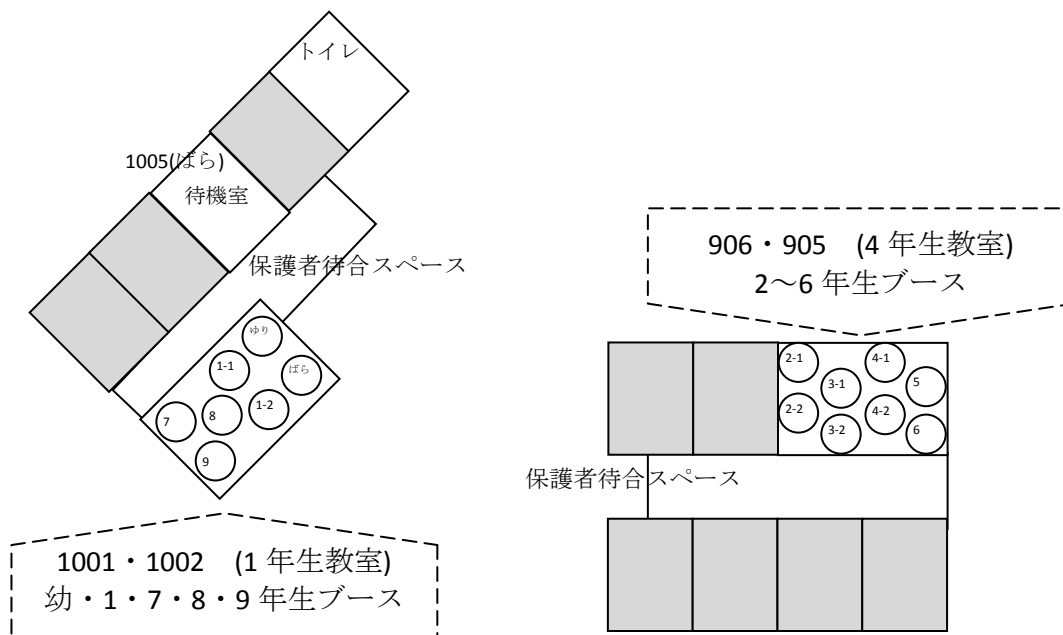 トイレ
1005(ばら)
待機室
保護者待合スペース
ゆり
1-1
ばら
7
8
1-2
9
1001・1002 (1 年生教室)
幼・1・7・8・9 年生ブース
906・905 (4 年生教室)
2～6 年生ブース
2-1
4-1
3-1
5
2-2
4-2
3-2
6
保護者待合スペース